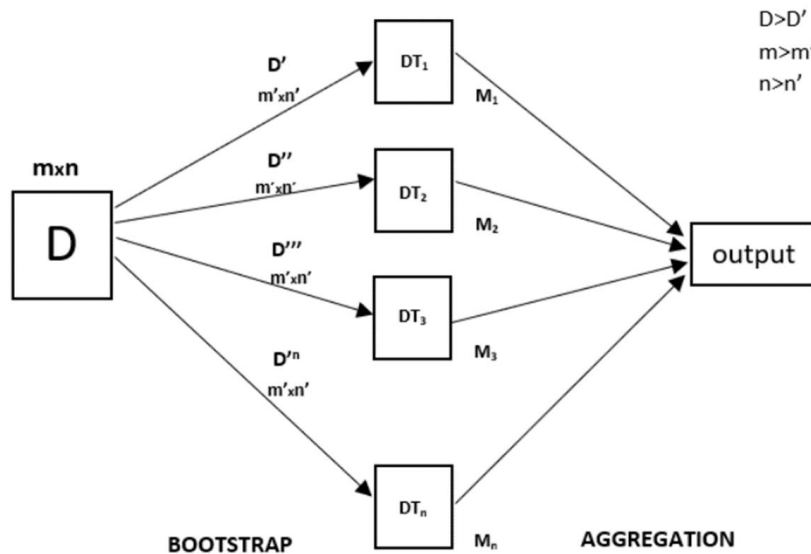 D>D'
m>m'
n>n'
D'
m'xn'
DT₁
M₁
mxn
D
D''
m'xn'
DT₂
M₂
output
D'''
m'xn'
DT₃
M₃
D'ⁿ
m'xn'
DTₙ
Mₙ
BOOTSTRAP
AGGREGATION